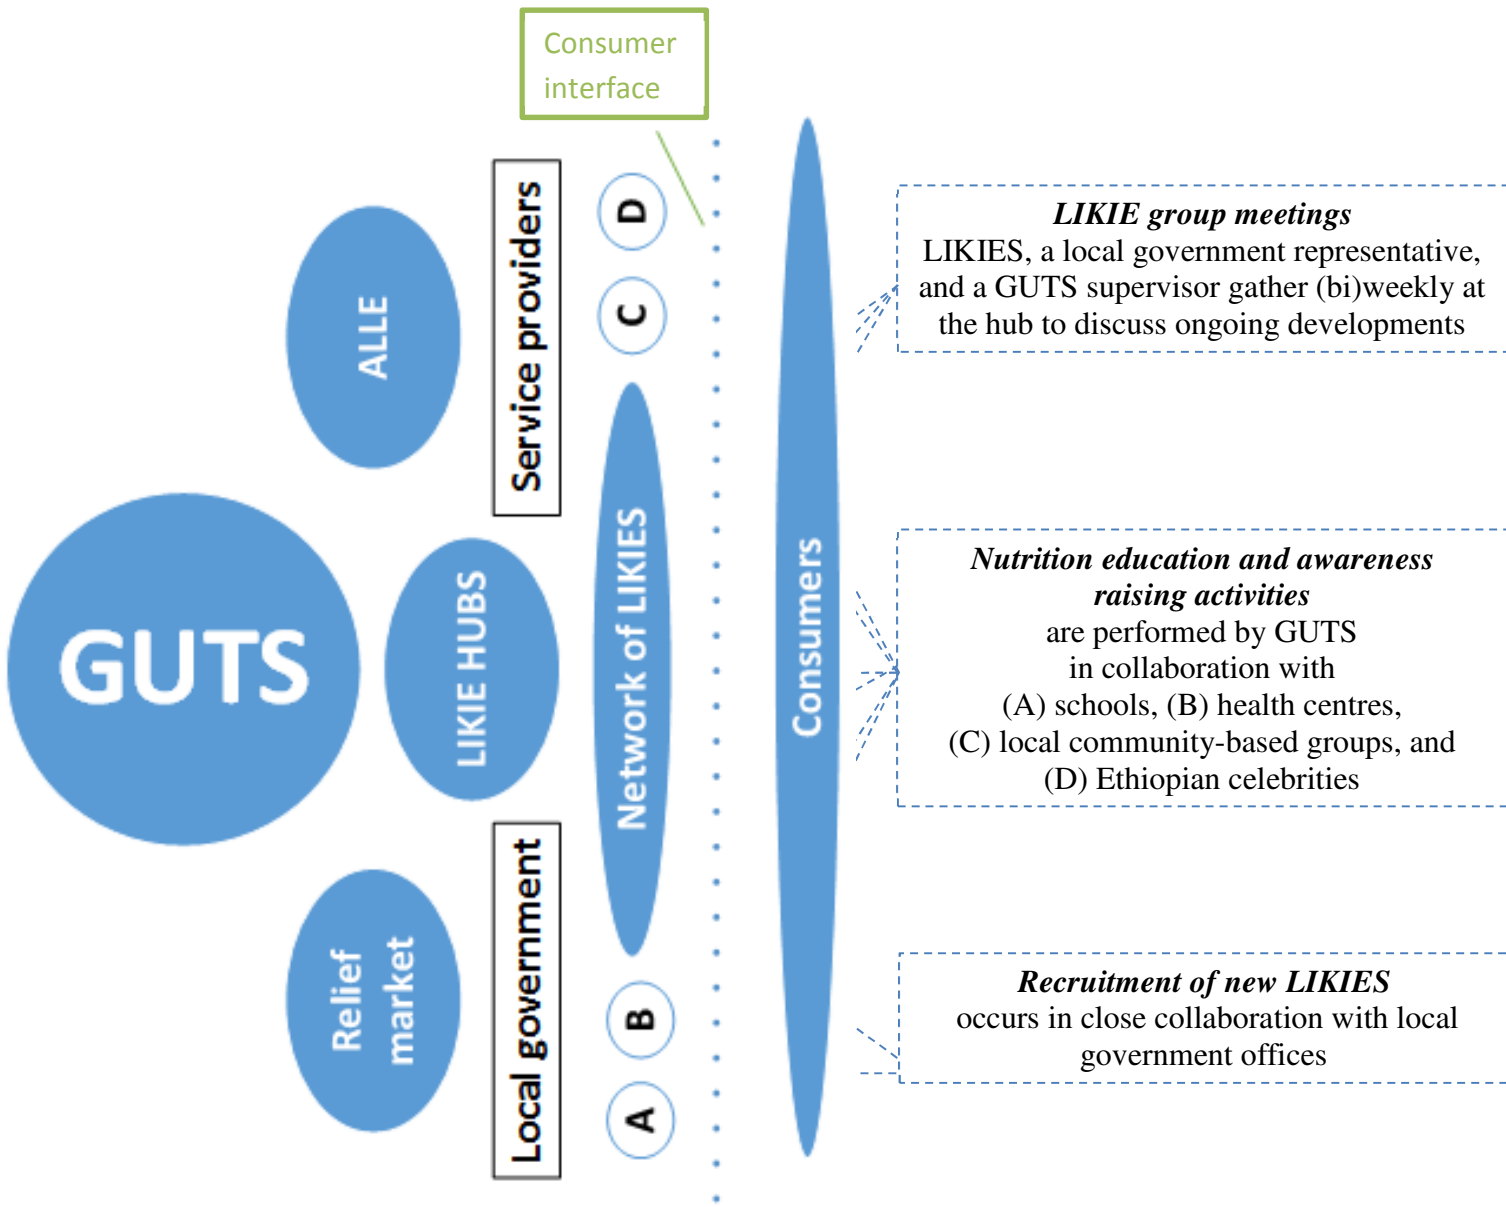 Consumer
interface
GUTS
ALLE
LIKIE HUBS
Relief
market
Service providers
Local government
D
C
Network of LIKIES
B
A
Consumers
LIKIE group meetings
LIKIES, a local government representative,
and a GUTS supervisor gather (bi)weekly at
the hub to discuss ongoing developments
Nutrition education and awareness
raising activities
are performed by GUTS
in collaboration with
(A) schools, (B) health centres,
(C) local community-based groups, and
(D) Ethiopian celebrities
Recruitment of new LIKIES
occurs in close collaboration with local
government offices